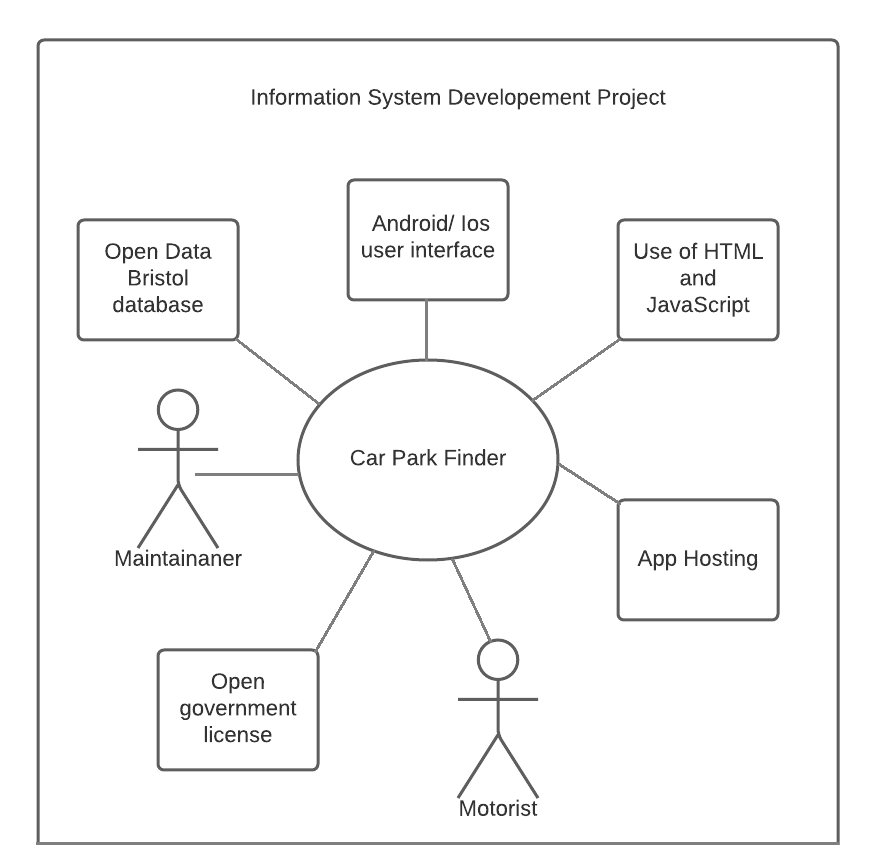 Information System Developement Project
Android/ Ios
user interface
Open Data
Bristol
database
Use of HTML
and
JavaScript
Car Park Finder
Maintainaner
App Hosting
Open
government
license
Motorist